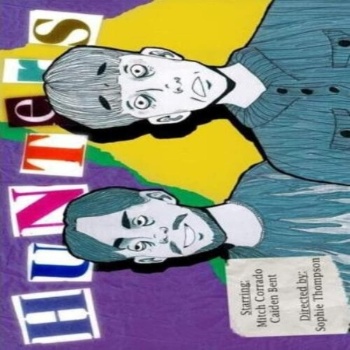 HUNTers
Starring:
Mitch Corrado
Caiden Bent
Directed by:
Sophie Thompson